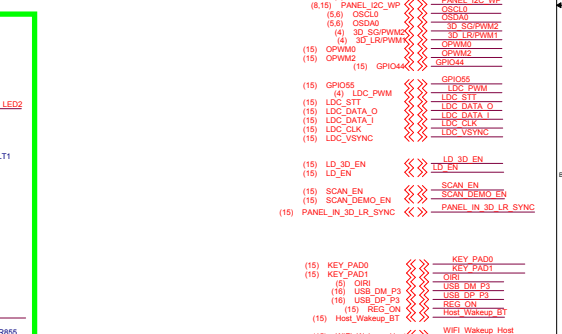 (8,15) PANEL_I2C_WP PANEL_I2C_WP
(5,6) OSCL0 OSCL0
(5,6) OSDA0 OSDA0
(4) 3D_SG/PWM2 3D_SG/PWM2
(4) 3D_LR/PWM1 3D_LR/PWM1
(15) OPWM0 OPWM0
(15) OPWM2 OPWM2
(15) GPIO44 GPIO44
(15) GPIO55 GPIO55
(4) LDC_PWM LDC_PWM
(15) LDC_STT LDC_STT
(15) LDC_DATA_O LDC_DATA_O
(15) LDC_DATA_I LDC_DATA_I
(15) LDC_CLK LDC_CLK
(15) LDC_VSYNC LDC_VSYNC
LED2
LT1
(15) LD_3D_EN LD_3D_EN
(15) LD_EN LD_EN
(15) SCAN_EN SCAN_EN
(15) SCAN_DEMO_EN SCAN_DEMO_EN
(15) PANEL_IN_3D_LR_SYNC PANEL_IN_3D_LR_SYNC
(15) KEY_PAD0 KEY_PAD0
(15) KEY_PAD1 KEY_PAD1
(5) OIRI OIRI
(16) USB_DM_P3 USB_DM_P3
(16) USB_DP_P3 USB_DP_P3
(15) REG_ON REG_ON
(15) Host_Wakeup_BT Host_Wakeup_BT
WIFI_Wakeup_Host
R855